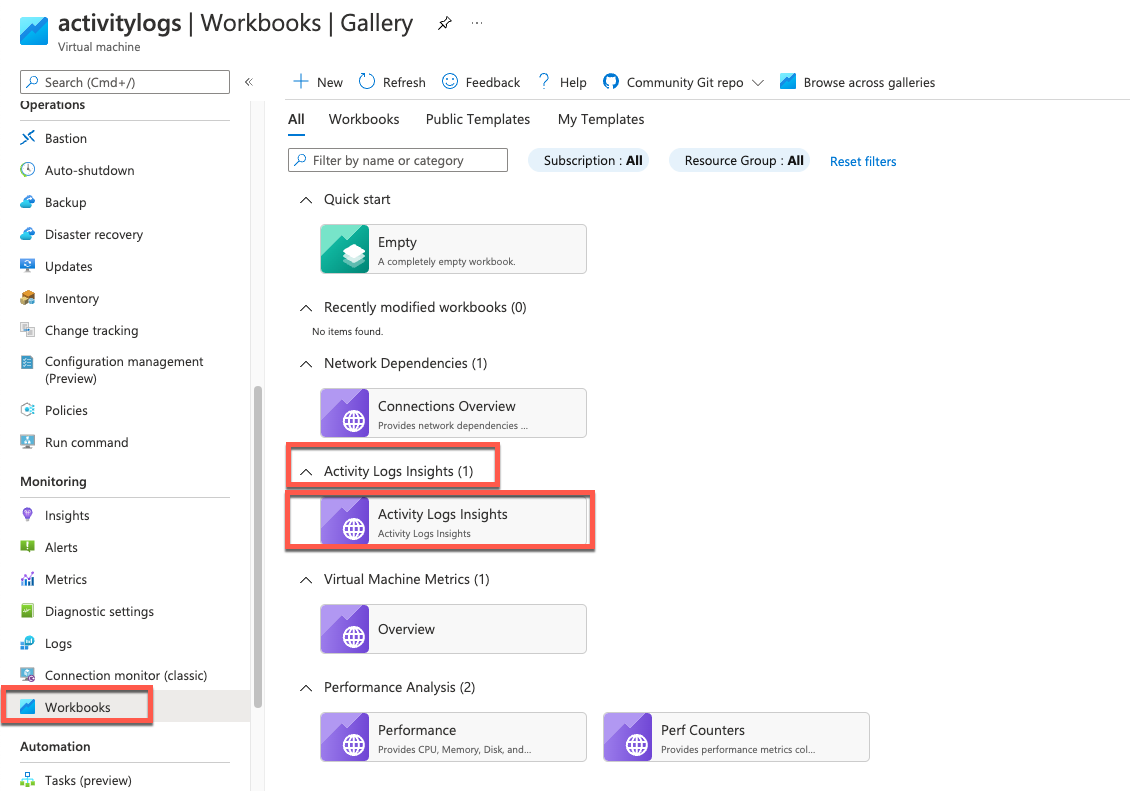 activitylogs | Workbooks | Gallery
Virtual machine
Search (Cmd+/)
Operations
Bastion
Auto-shutdown
Backup
Disaster recovery
Updates
Inventory
Change tracking
Configuration management
(Preview)
Policies
Run command
Monitoring
Insights
Alerts
Metrics
Diagnostic settings
Logs
Connection monitor (classic)
Workbooks
Automation
Tasks (preview)
New Refresh Feedback Help Community Git repo Browse across galleries
All Workbooks Public Templates My Templates
Filter by name or category Subscription : All Resource Group : All Reset filters
Quick start
Empty
A completely empty workbook.
Recently modified workbooks (0)
No items found.
Network Dependencies (1)
Connections Overview
Provides network dependencies ...
Activity Logs Insights (1)
Activity Logs Insights
Activity Logs Insights
Virtual Machine Metrics (1)
Overview
Performance Analysis (2)
Performance
Provides CPU, Memory, Disk, and...
Perf Counters
Provides performance metrics col...